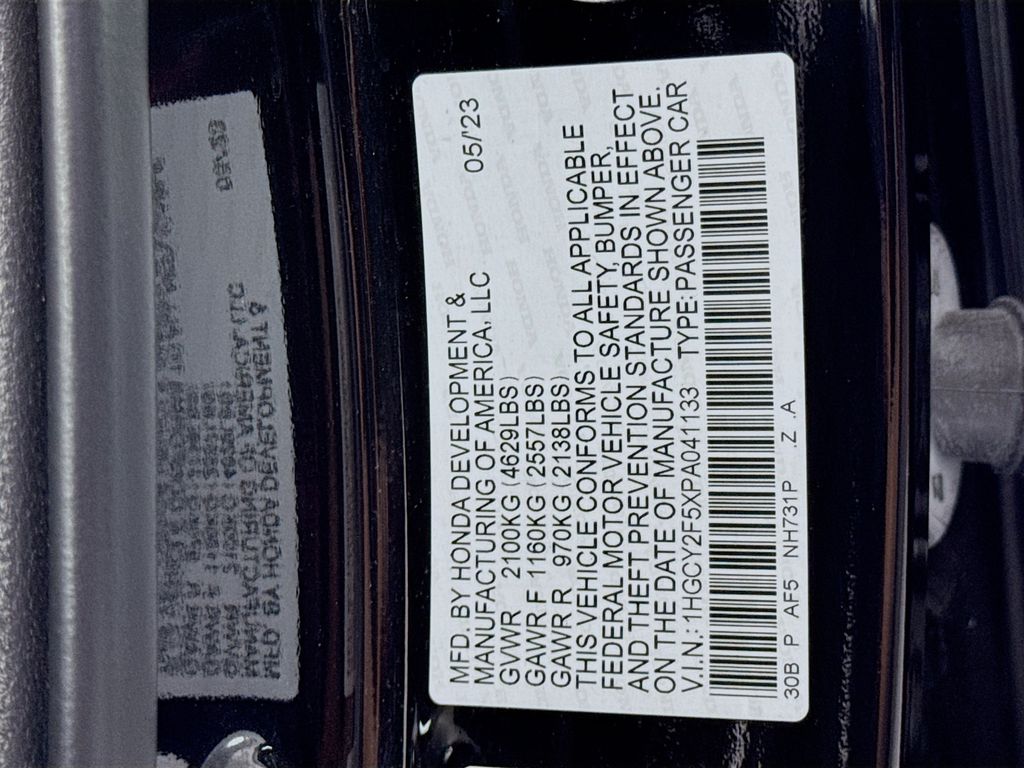 MFD. BY HONDA DEVELOPMENT &
MANUFACTURING OF AMERICA, LLC 05/'23
GVWR 2100KG (4629LBS)
GAWR F 1160KG (2557LBS)
GAWR R 970KG (2138LBS)
THIS VEHICLE CONFORMS TO ALL APPLICABLE
FEDERAL MOTOR VEHICLE SAFETY, BUMPER,
AND THEFT PREVENTION STANDARDS IN EFFECT
ON THE DATE OF MANUFACTURE SHOWN ABOVE.
V.I.N.: 1HGCY2F5XPA041133 TYPE: PASSENGER CAR
30B P AF5 NH731P .Z .A